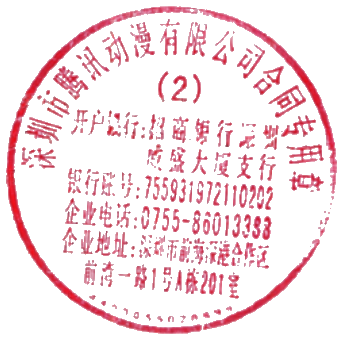 深圳市腾讯动漫有限公司合同专用章
(2)
开户银行:招商银行深圳
威盛大厦支行
银行账号:755931972110202
企业电话:0755-86013388
企业地址:深圳市前海深港合作区
前湾一路1号A栋201室